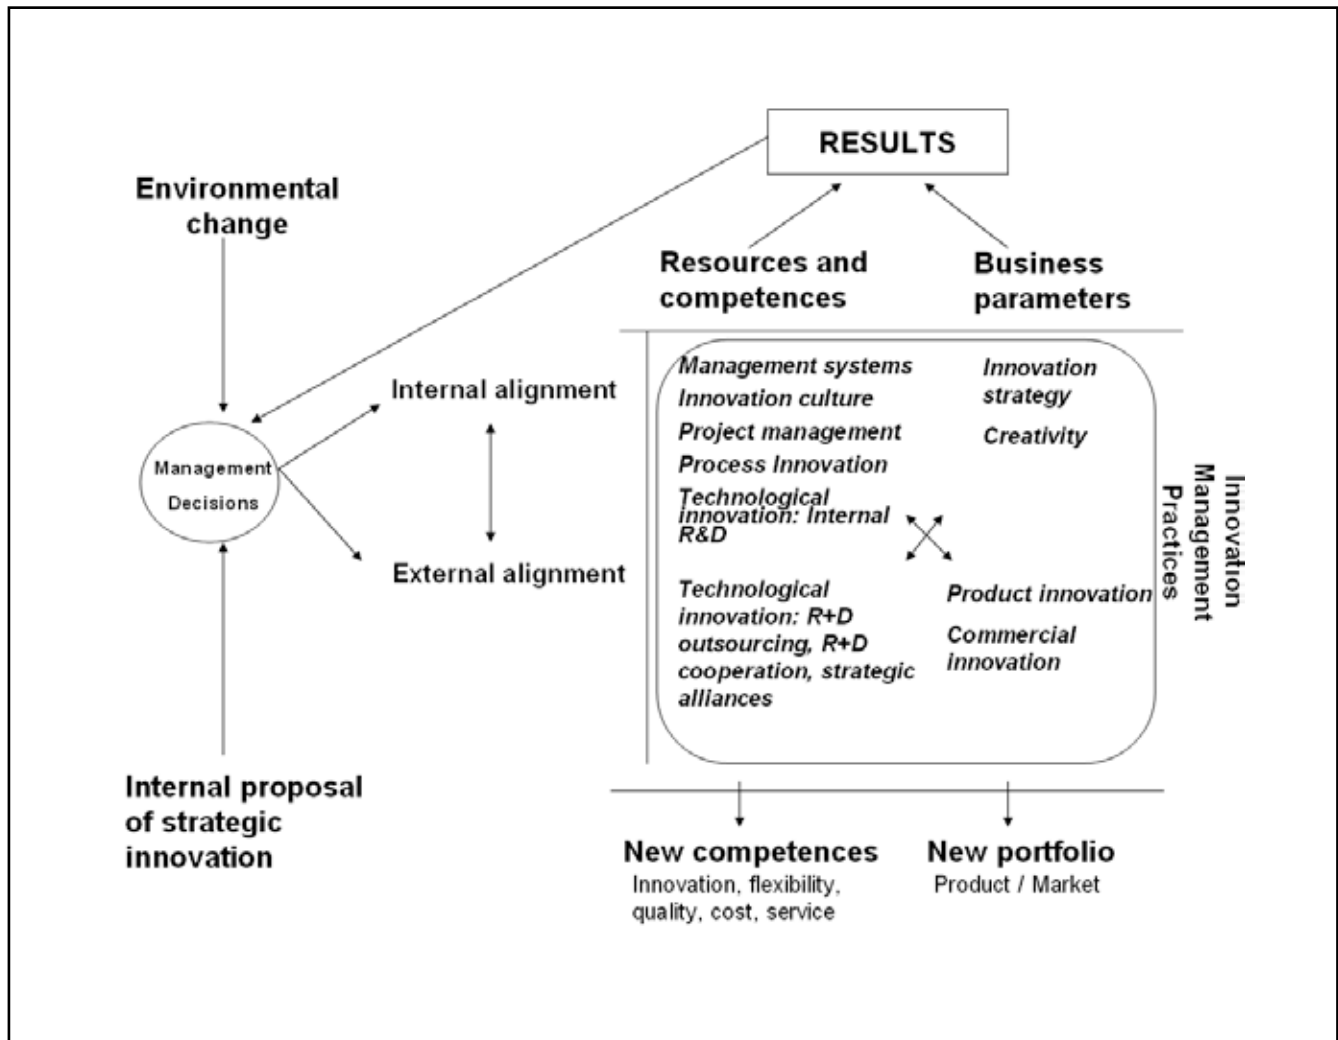 RESULTS
Environmental
change
Resources and
competences
Business
parameters
Management systems
Innovation culture
Project management
Process Innovation
Technological
innovation: Internal
R&D
Innovation
strategy
Creativity
Internal alignment
Management
Decisions
External alignment
Technological
innovation: R+D
outsourcing, R+D
cooperation, strategic
alliances
Product innovation
Commercial
innovation
Innovation
Management
Practices
Internal proposal
of strategic
innovation
New competences
Innovation, flexibility,
quality, cost, service
New portfolio
Product / Market